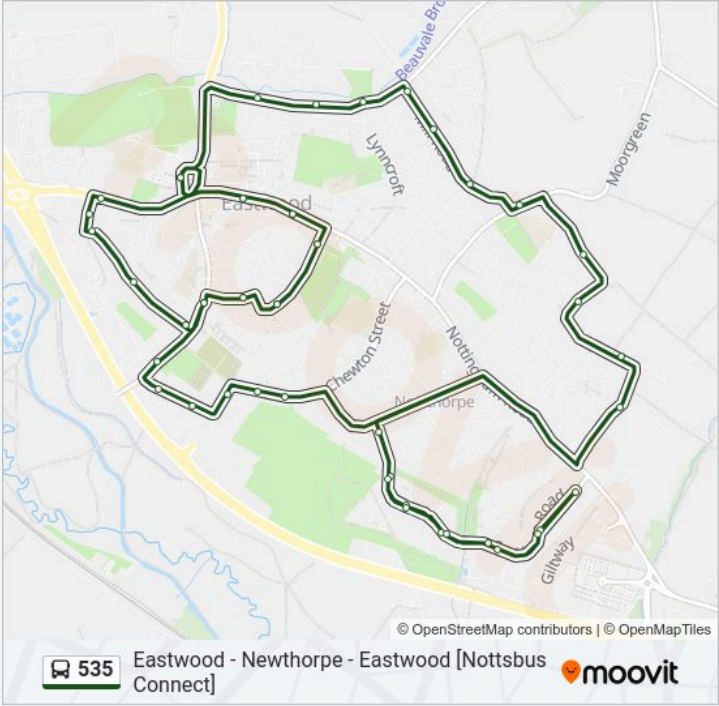 Beauvale Bro
Lynncroft
Moorgreen
Eastwood
Chewton Street
Newthorpe
Road
Giltway
© OpenStreetMap contributors | © OpenMapTiles
535
Eastwood - Newthorpe - Eastwood [Nottsbus
Connect]
moovit